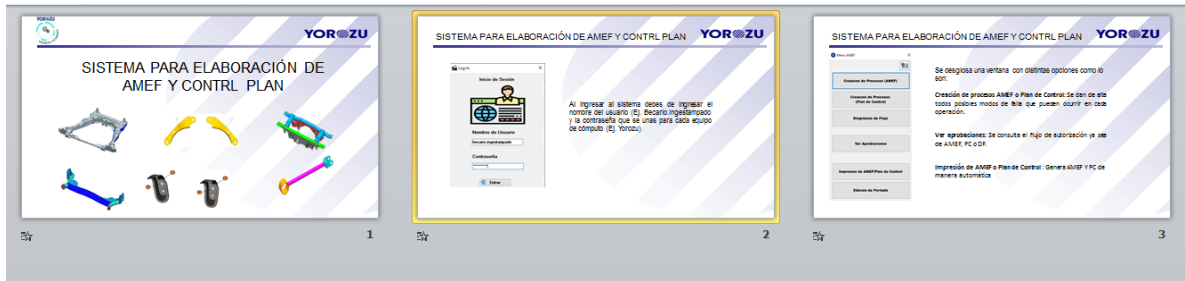 YOROZU
SISTEMA PARA ELABORACIÓN DE
AMEF Y CONTRL PLAN
1
SISTEMA PARA ELABORACIÓN DE AMEF Y CONTRL PLAN
YOROZU
Log In
Inicio de Sesión
Nombre de Usuario
becario.ingestampado
Contraseña
Entrar
Al ingresar al sistema debes de ingresar el
nombre del usuario (Ej. Becario.Ingestampado
y la contraseña que se unas para cada equipo
de cómputo (Ej. Yorozu)
2
SISTEMA PARA ELABORACIÓN DE AMEF Y CONTRL PLAN
YOROZU
Menu AMEF
Creación de Procesos (AMEF)
Creación de Procesos
(Plan de Control)
Diagramas de Flujo
Ver Aprobaciones
Impresión de AMEF/Plan de Control
Edicion de Portada
Se desglosa una ventana con distintas opciones como lo
son:
Creación de procesos AMEF o Plan de Control: Se dan de alta
todos posibles modos de falla que pueden ocurrir en cada
operación.
Ver aprobaciones: Se consulta el flujo de autorización ya sea
de AMEF, PC o DF.
Impresión de AMEF o Plan de Control : Genera AMEF Y PC de
manera automática
3